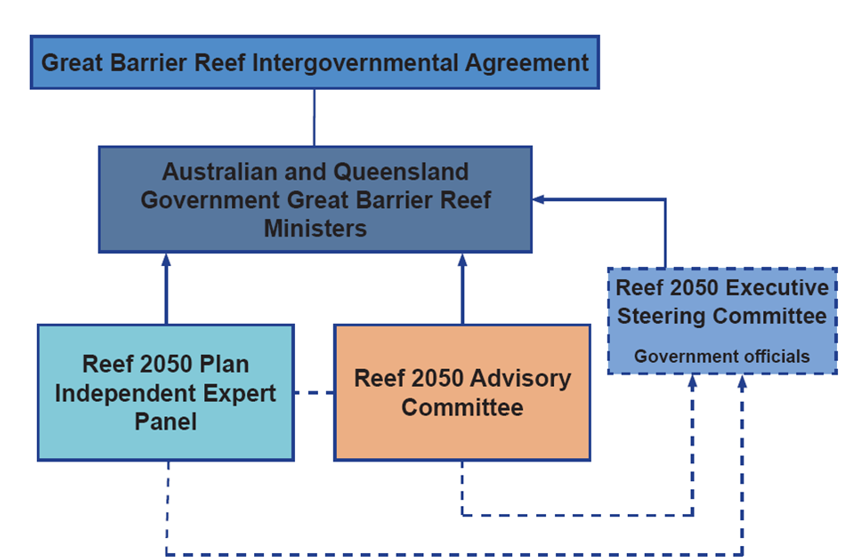 Great Barrier Reef Intergovernmental Agreement
Australian and Queensland
Government Great Barrier Reef
Ministers
Reef 2050 Executive
Steering Committee
Government officials
Reef 2050 Plan
Independent Expert
Panel
Reef 2050 Advisory
Committee